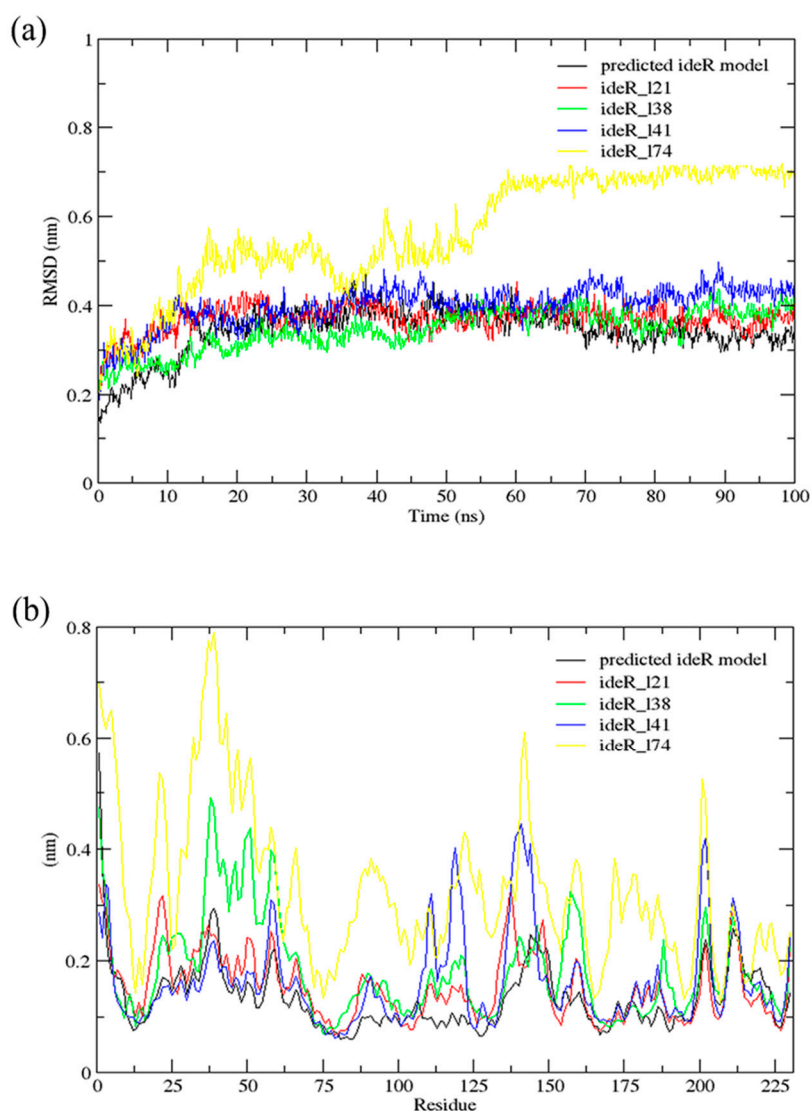 (a)
1
predicted ideR model
ideR_l21
ideR_l38
ideR_l41
ideR_l74
0.8
0.6
RMSD (nm)
0.4
0.2
0
0 10 20 30 40 50 60 70 80 90 100
Time (ns)
(b)
0.8
predicted ideR model
ideR_l21
ideR_l38
ideR_l41
ideR_l74
0.6
(nm)
0.4
0.2
0
0 25 50 75 100 125 150 175 200 225
Residue